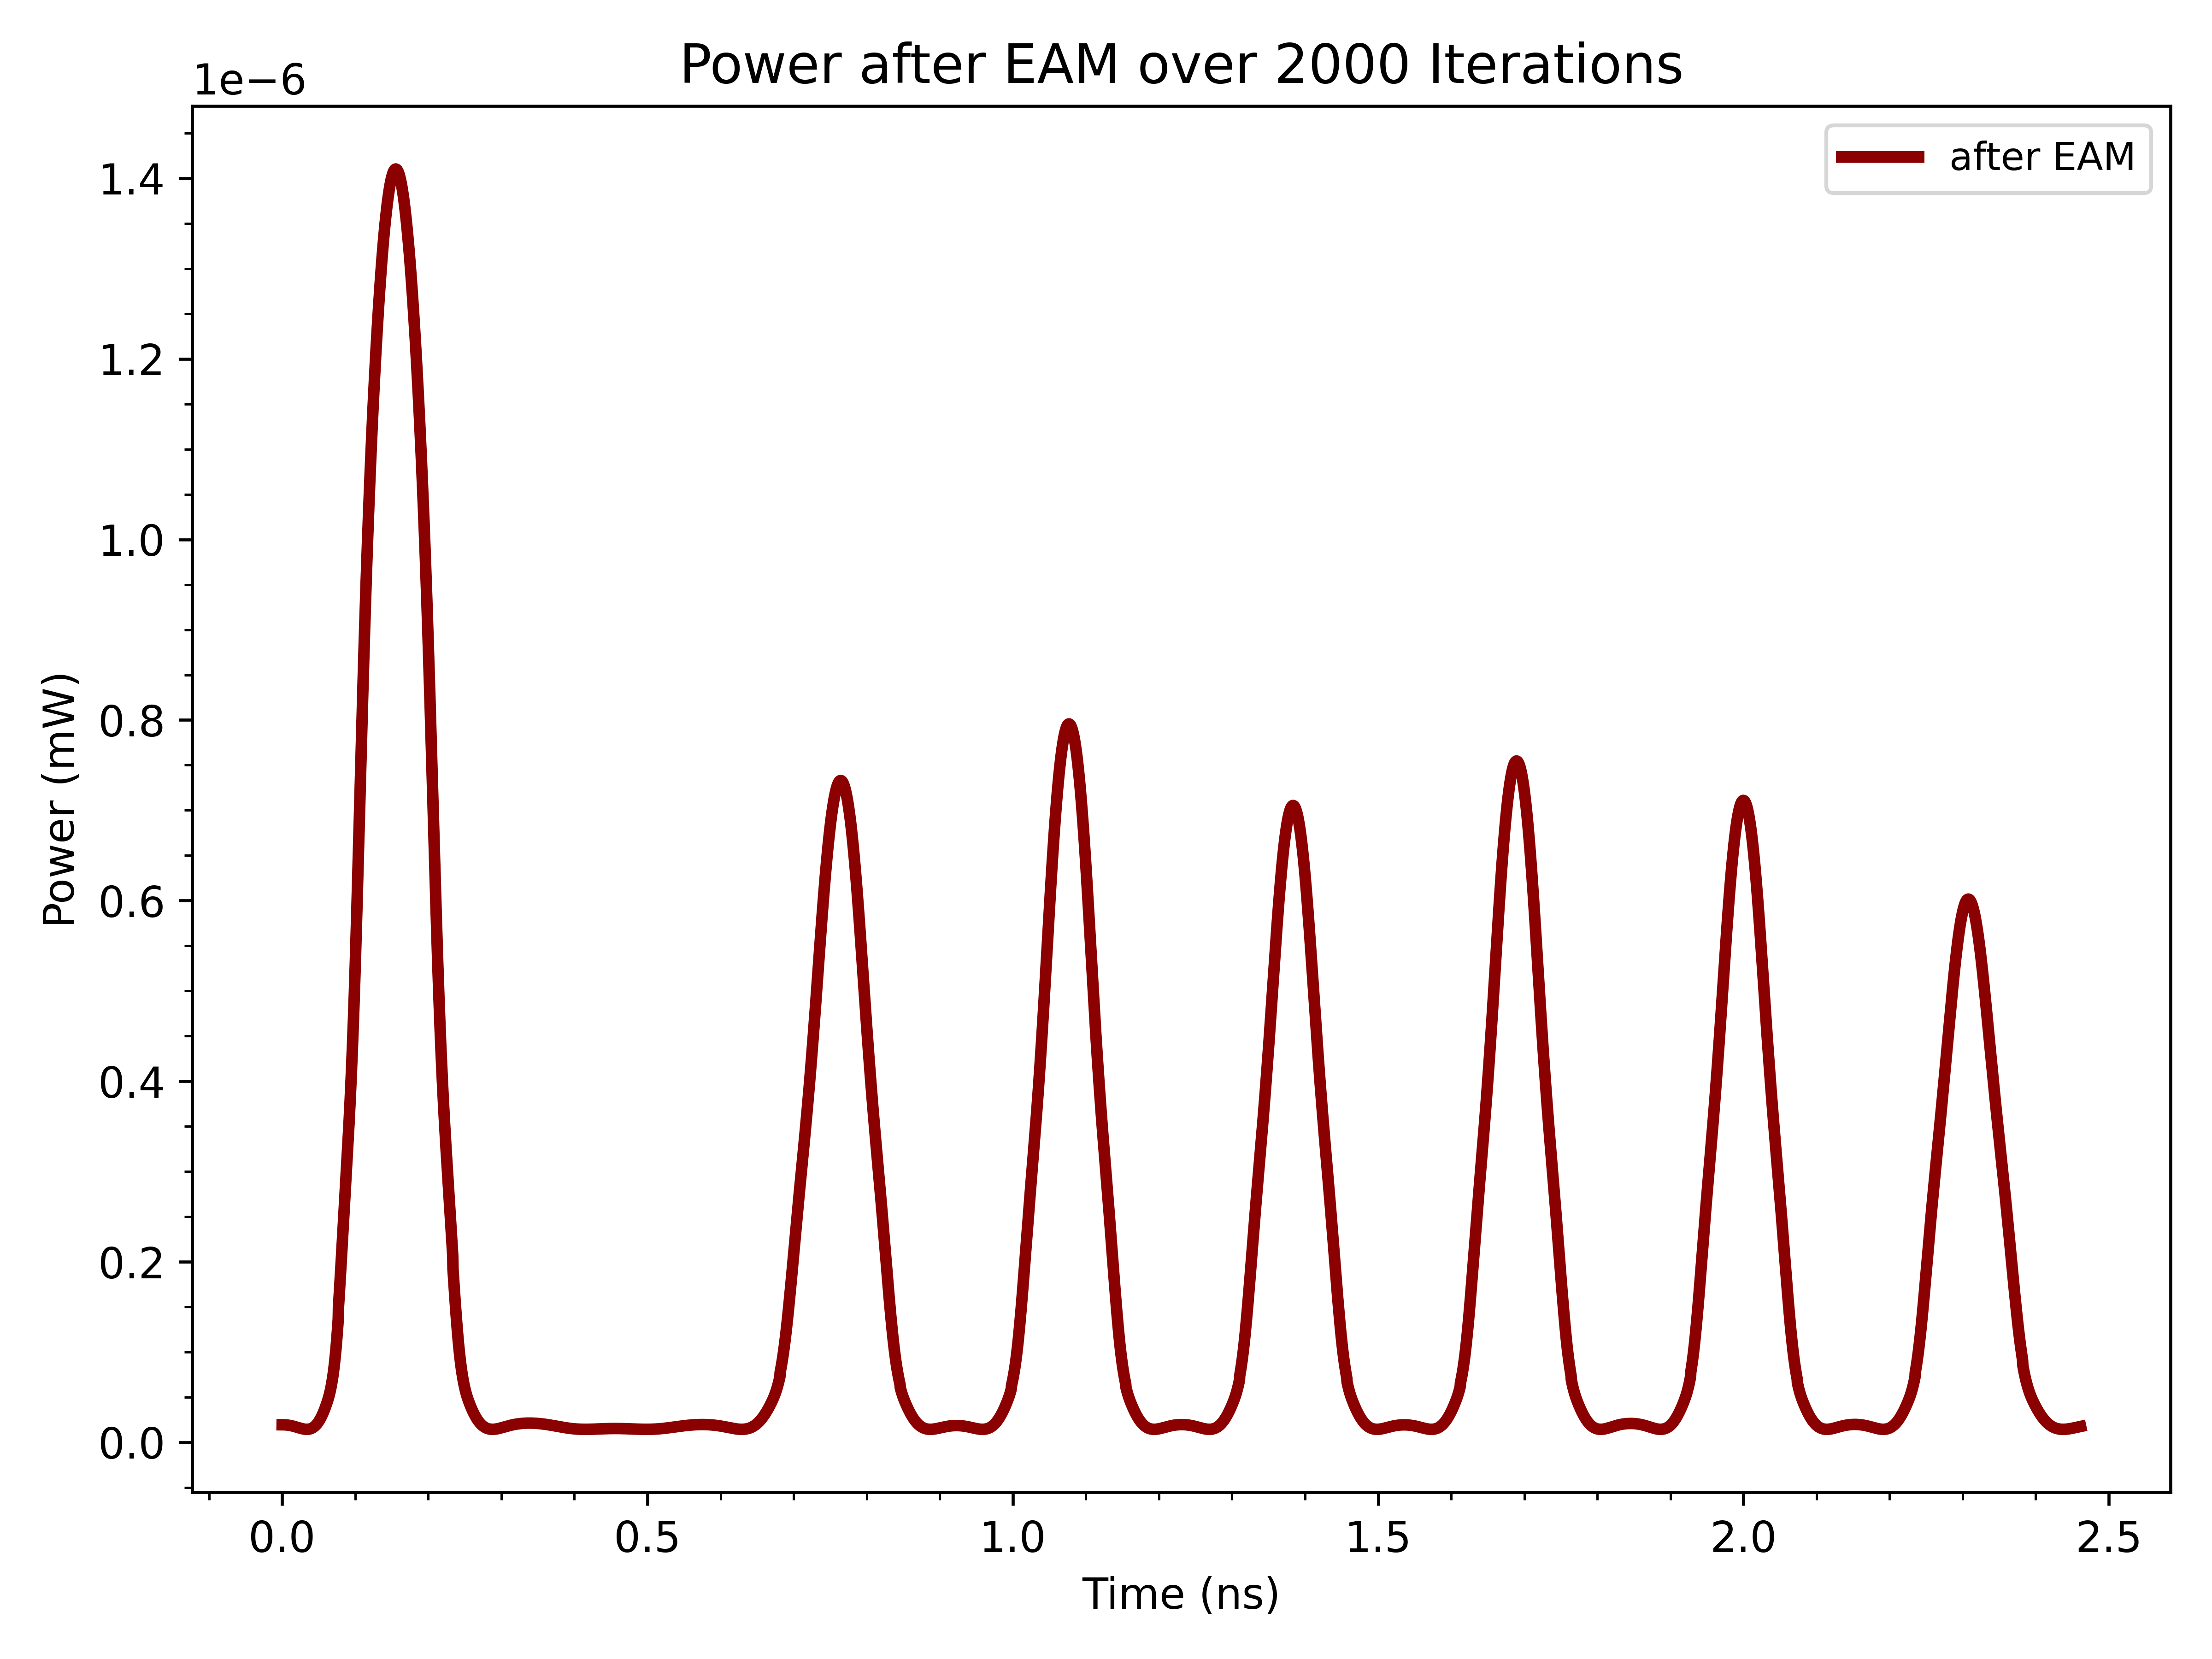 Power after EAM over 2000 Iterations
1e−6
after EAM
1.4
1.2
1.0
0.8
0.6
0.4
0.2
0.0
Power (mW)
0.0 0.5 1.0 1.5 2.0 2.5
Time (ns)